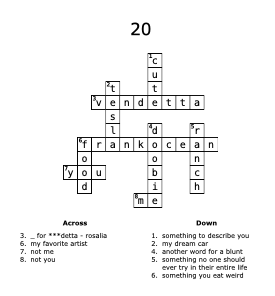 20
1c
u
2t t
3v e n d e t t a
s
l 4d 5r
6f r a n k o c e a n
o o n
7y o u b c
d i h
8m e
Across
3. _ for ***detta - rosalia
6. my favorite artist
7. not me
8. not you
Down
1. something to describe you
2. my dream car
4. another word for a blunt
5. something no one should
ever try in their entire life
6. something you eat weird